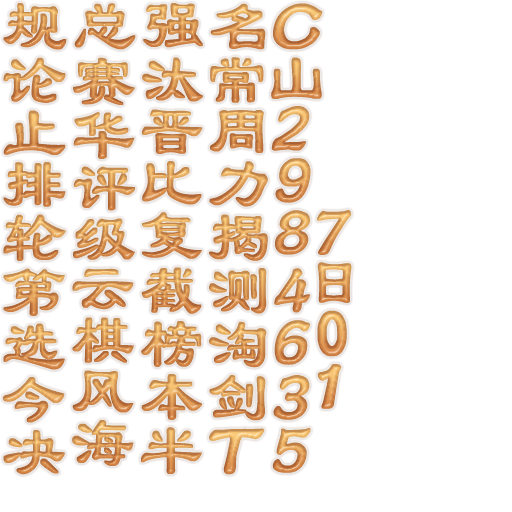 规总强名C
论赛汰常山
止华晋周2
排评比力9
轮级复揭87
第云截测4日
选棋榜淘60
今风本剑31
决海半T5